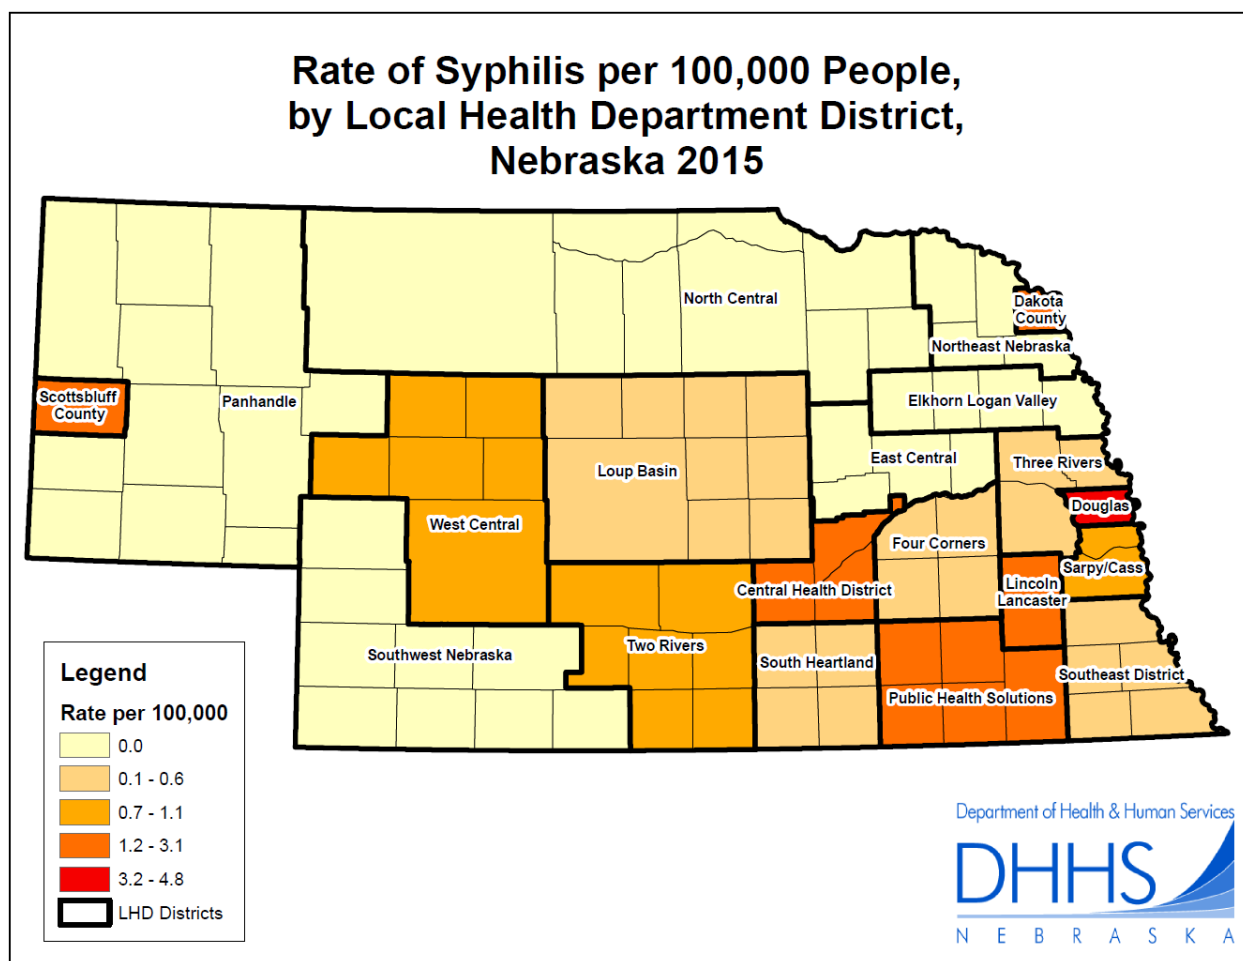 Rate of Syphilis per 100,000 People,
by Local Health Department District,
Nebraska 2015
North Central
Dakota
County
Northeast Nebraska
Scottsbluff
County
Panhandle
Elkhorn Logan Valley
East Central
Three Rivers
Loup Basin
Douglas
West Central
Four Corners
Sarpy/Cass
Central Health District
Lincoln
Lancaster
Southwest Nebraska
Two Rivers
South Heartland
Southeast District
Public Health Solutions
Legend
Rate per 100,000
0.0
0.1 - 0.6
0.7 - 1.1
1.2 - 3.1
3.2 - 4.8
LHD Districts
Department of Health & Human Services
DHHS
NEBRASKA